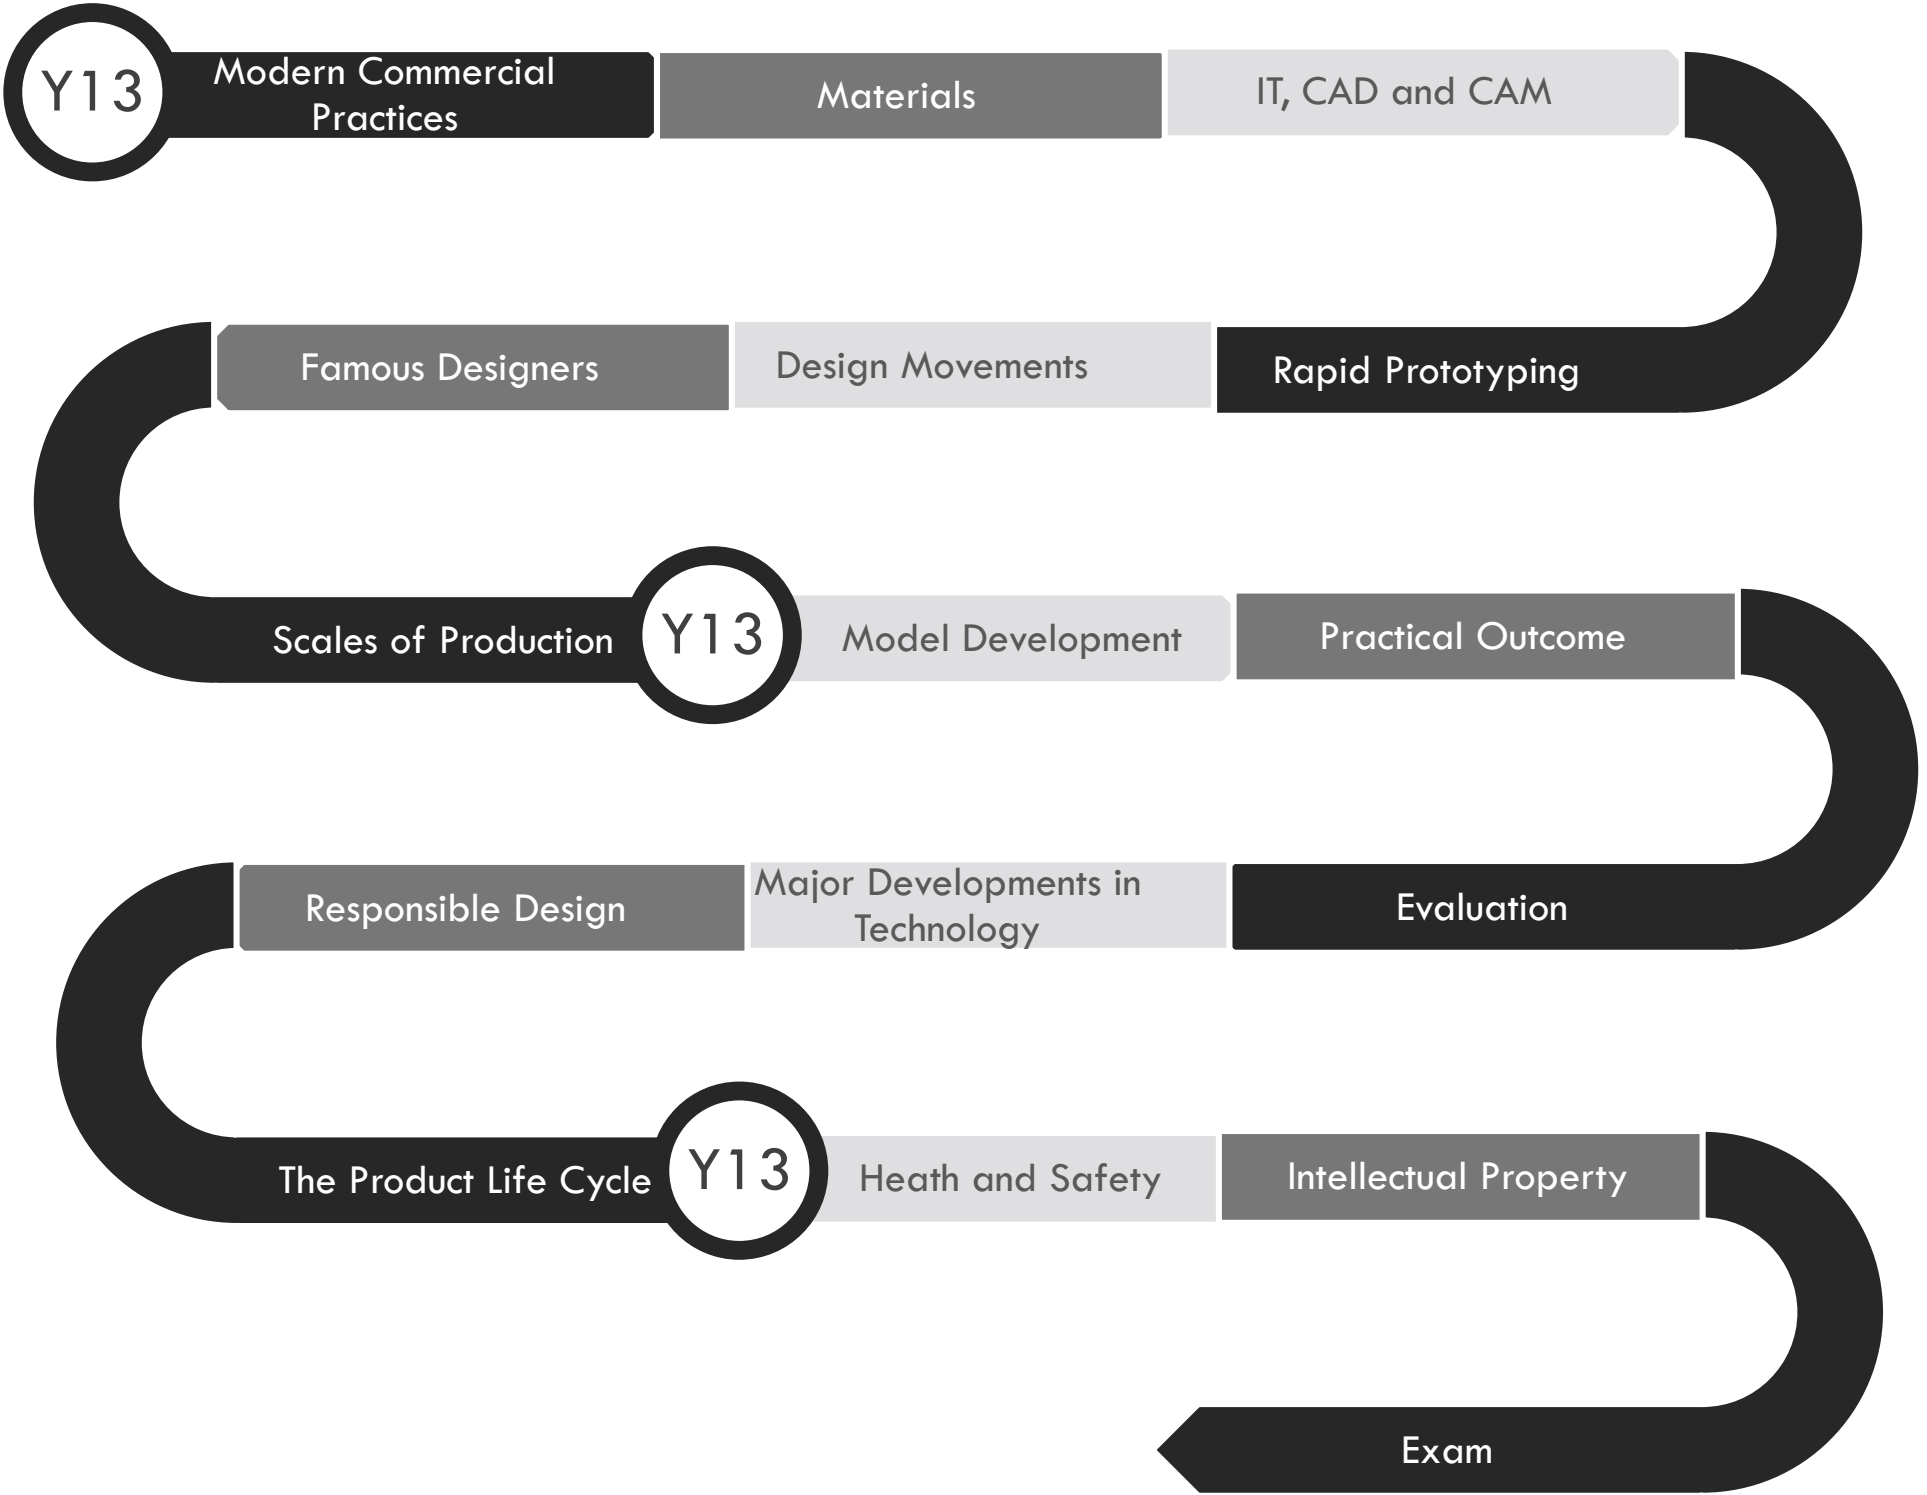 Y13
Modern Commercial
Practices
Materials
IT, CAD and CAM
Rapid Prototyping
Design Movements
Famous Designers
Scales of Production
Y13
Model Development
Practical Outcome
Evaluation
Major Developments in
Technology
Responsible Design
The Product Life Cycle
Y13
Heath and Safety
Intellectual Property
Exam